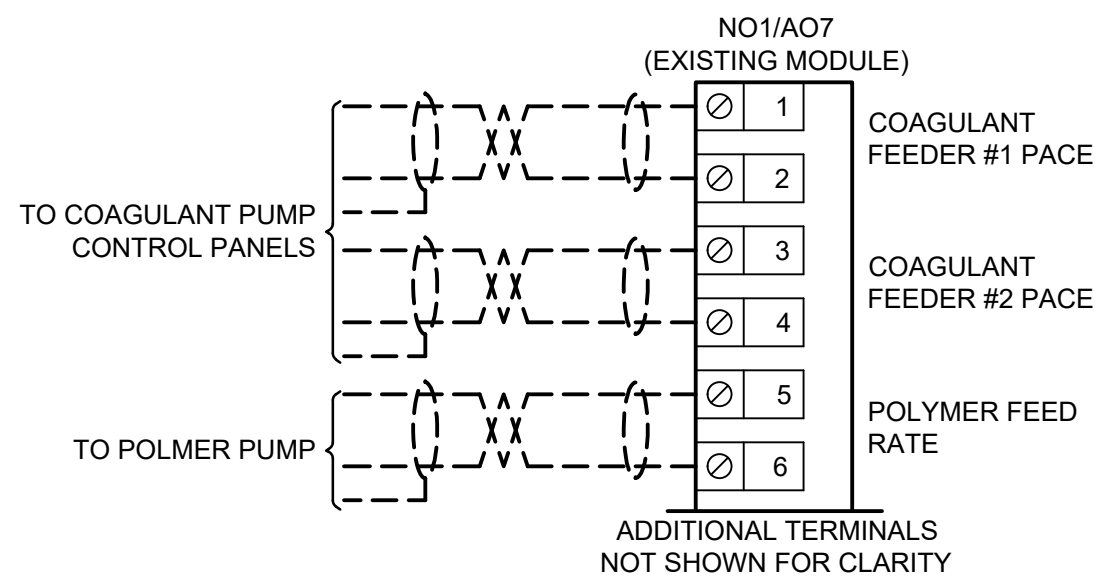 NO1/AO7
(EXISTING MODULE)
1
COAGULANT
FEEDER #1 PACE
2
TO COAGULANT PUMP
CONTROL PANELS
3
COAGULANT
FEEDER #2 PACE
4
5
POLYMER FEED
RATE
TO POLMER PUMP
6
ADDITIONAL TERMINALS
NOT SHOWN FOR CLARITY